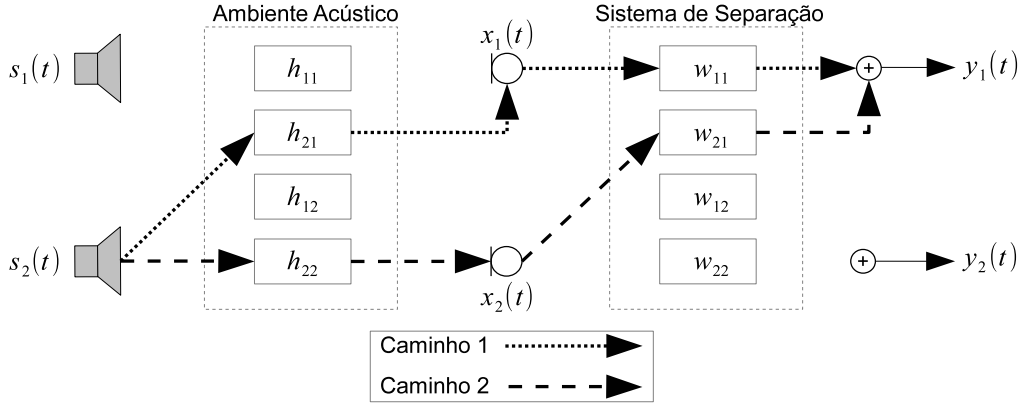 Ambiente Acústico
Sistema de Separação
s₁(t)
h₁₁
x₁(t)
w₁₁
+
y₁(t)
h₂₁
w₂₁
h₁₂
w₁₂
s₂(t)
h₂₂
x₂(t)
w₂₂
+
y₂(t)
Caminho 1
Caminho 2